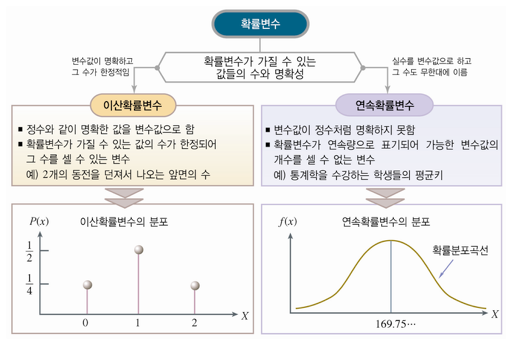 확률변수
변수값이 명확하고
그 수가 한정적임
확률변수가 가질 수 있는
값들의 수와 명확성
실수를 변수값으로 하고
그 수도 무한대에 이름
이산확률변수
■ 정수와 같이 명확한 값을 변수값으로 함
■ 확률변수가 가질 수 있는 값의 수가 한정되어
그 수를 셀 수 있는 변수
예) 2개의 동전을 던져서 나오는 앞면의 수
연속확률변수
■ 변수값이 정수처럼 명확하지 못함
■ 확률변수가 연속량으로 표기되어 가능한 변수값의
개수를 셀 수 없는 변수
예) 통계학을 수강하는 학생들의 평균키
P(x)
이산확률변수의 분포
1/2
1/4
0 1 2
X
f(x)
연속확률변수의 분포
확률분포곡선
169.75…
X